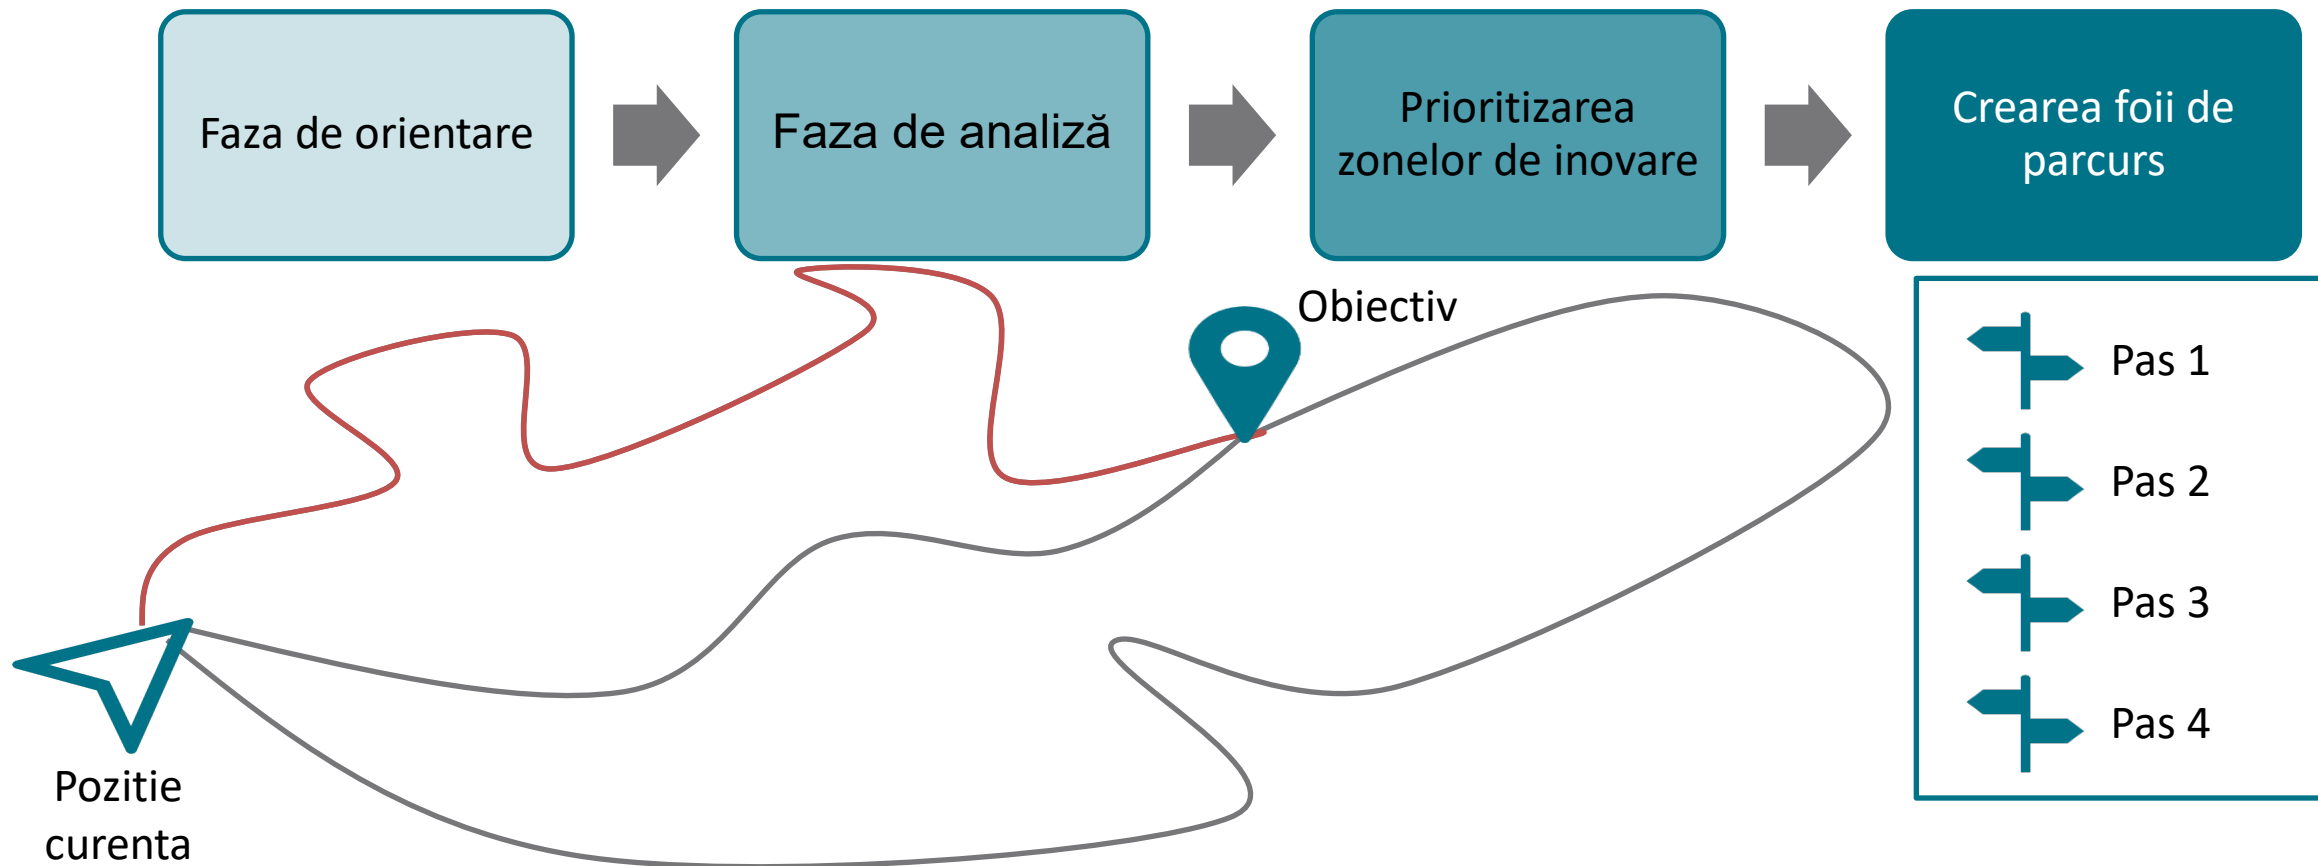 Faza de orientare
Faza de analiză
Prioritizarea
zonelor de inovare
Crearea foii de
parcurs
Obiectiv
Pas 1
Pas 2
Pas 3
Pas 4
Pozitie
curenta